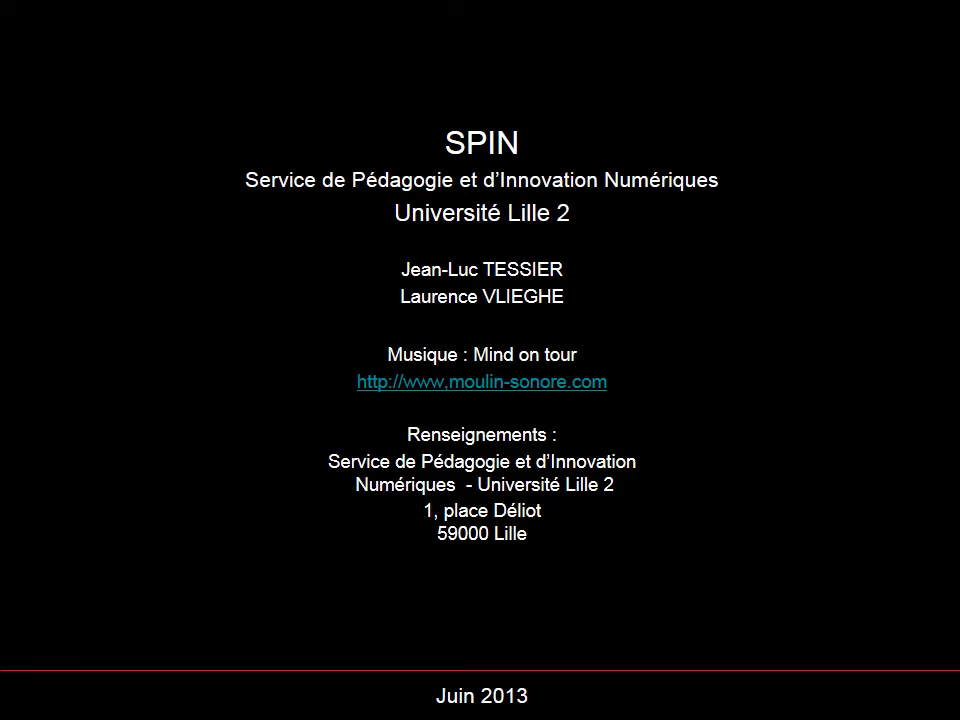 SPIN
Service de Pédagogie et d’Innovation Numériques
Université Lille 2
Jean-Luc TESSIER
Laurence VLIEGHE
Musique : Mind on tour
http://www,moulin-sonore.com
Renseignements :
Service de Pédagogie et d’Innovation
Numériques  - Université Lille 2
1, place Déliot
59000 Lille
Juin 2013